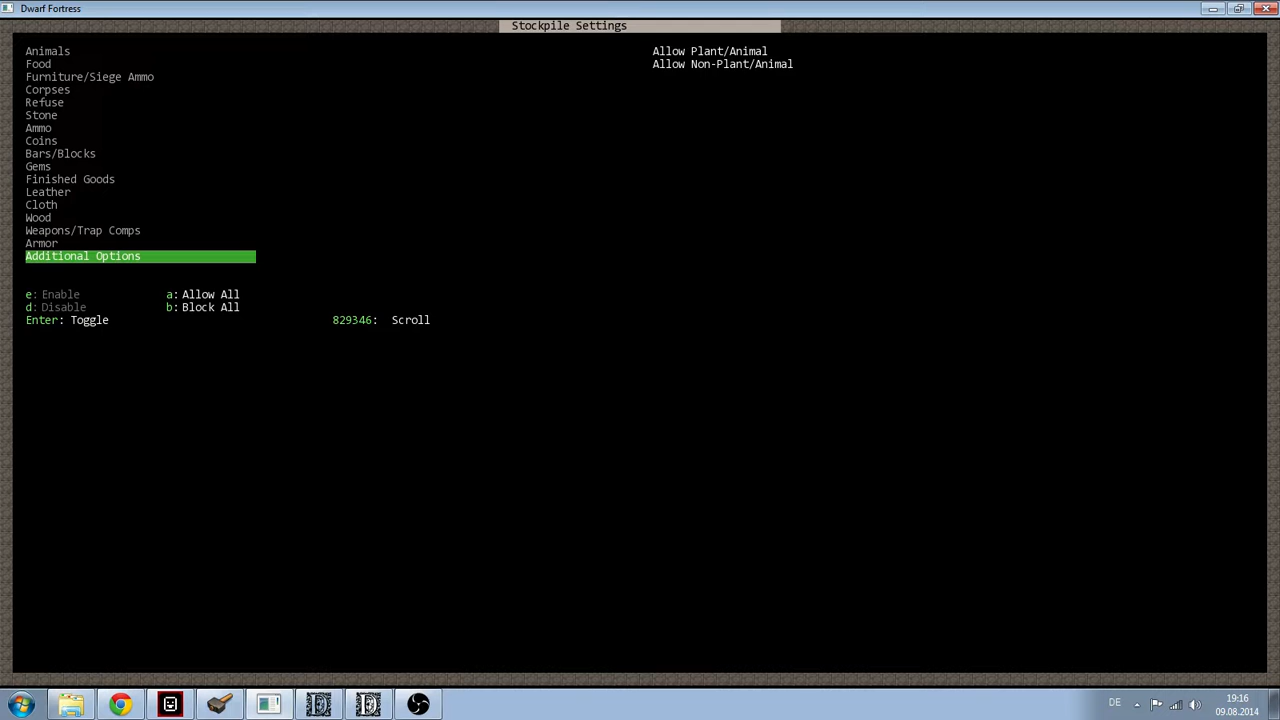 Dwarf Fortress
Stockpile Settings
Animals
Food
Furniture/Siege Ammo
Corpses
Refuse
Stone
Ammo
Coins
Bars/Blocks
Gems
Finished Goods
Leather
Cloth
Wood
Weapons/Trap Comps
Armor
Additional Options
Allow Plant/Animal
Allow Non-Plant/Animal
e: Enable a: Allow All
d: Disable b: Block All
Enter: Toggle 829346: Scroll
DE 19:16
09.08.2014